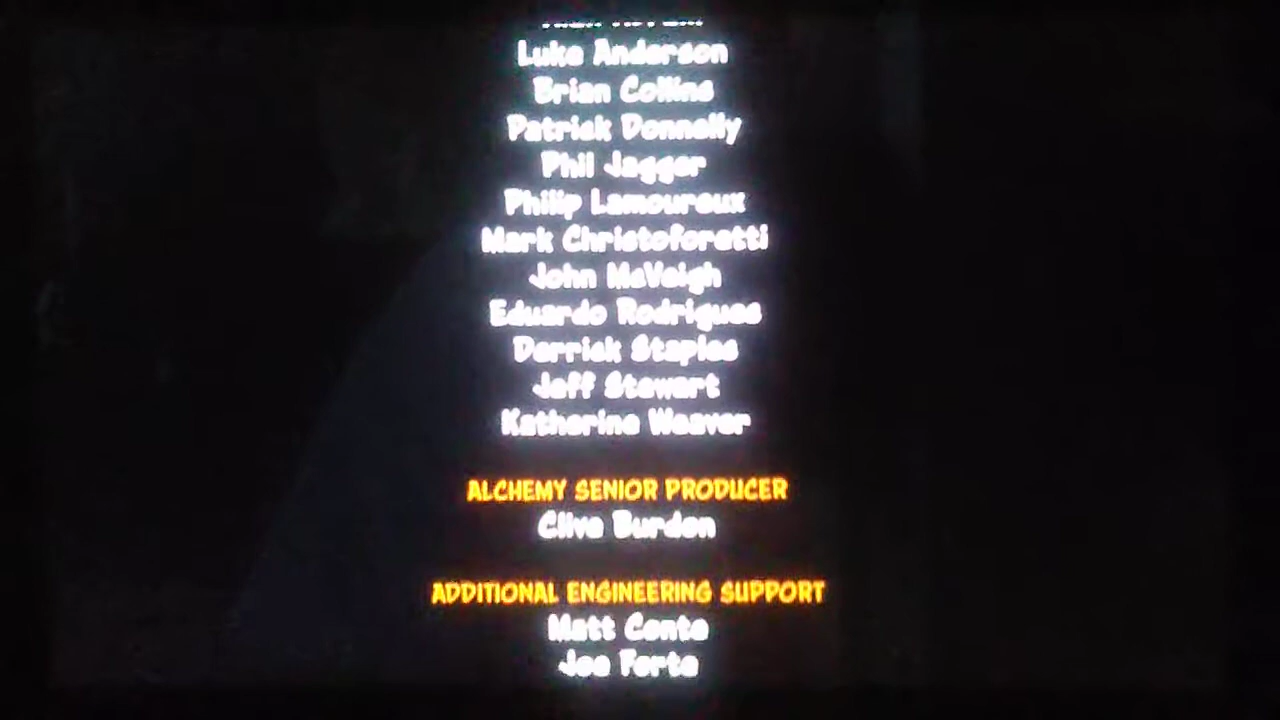 Luke Anderson
Brian Collins
Patrick Donnelly
Phil Jagger
Philip Lamoureux
Mark Christoforetti
John McVeigh
Eduardo Rodrigues
Derrick Staples
Jeff Stewart
Katherine Weaver
ALCHEMY SENIOR PRODUCER
Clive Burdon
ADDITIONAL ENGINEERING SUPPORT
Matt Conte
Joe Forte